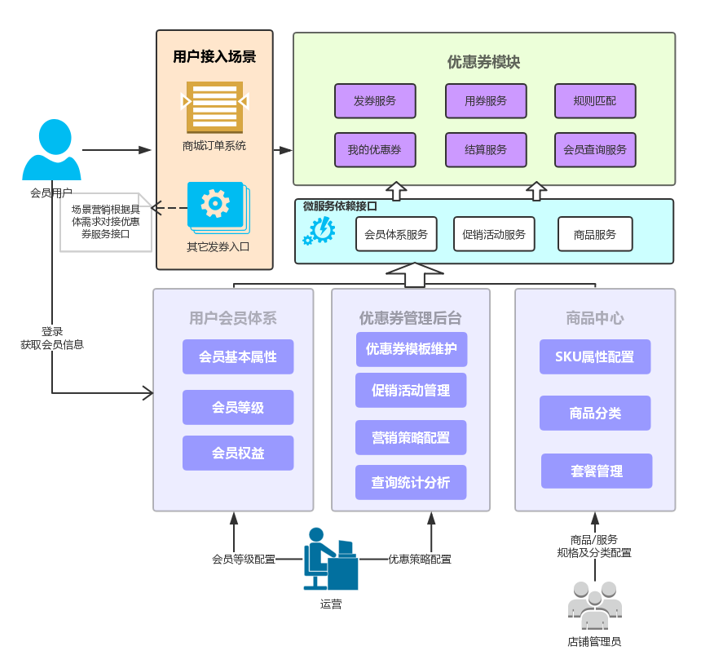 用户接入场景
商城订单系统
其它发券入口
优惠券模块
发券服务
用券服务
规则匹配
我的优惠券
结算服务
会员查询服务
会员用户
场景营销根据具
体需求对接优惠
券服务接口
微服务依赖接口
会员体系服务
促销活动服务
商品服务
登录
获取会员信息
用户会员体系
会员基本属性
会员等级
会员权益
优惠券管理后台
优惠券模板维护
促销活动管理
营销策略配置
查询统计分析
商品中心
SKU属性配置
商品分类
套餐管理
会员等级配置
优惠策略配置
运营
商品/服务
规格及分类配置
店铺管理员